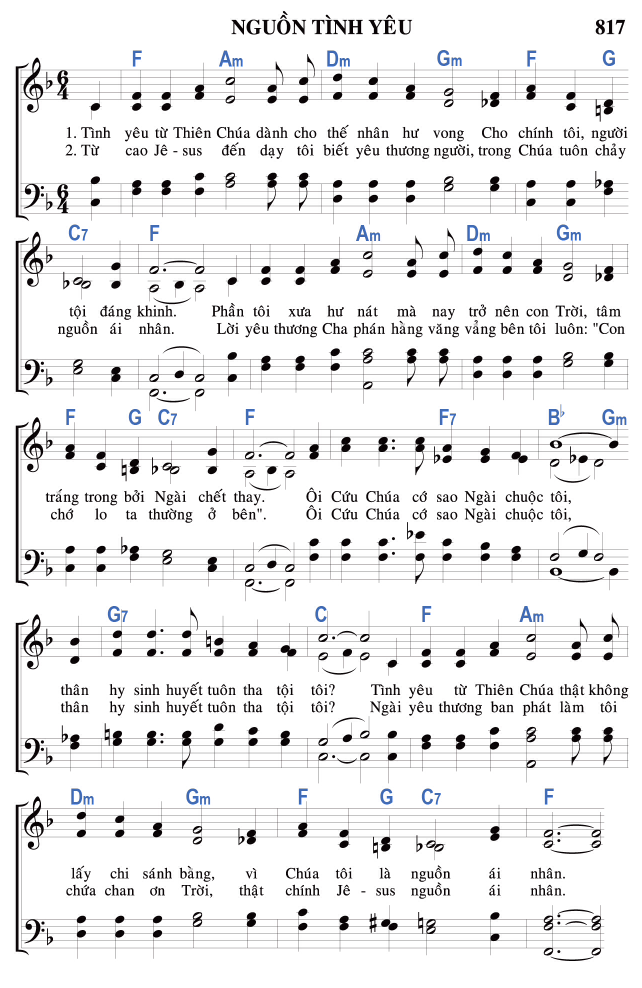 NGUỒN TÌNH YÊU 817
F Am Dm Gm F G
6 4
1. Tình yêu từ Thiên Chúa dành cho thế nhân hư vong Cho chính tôi, người
2. Từ cao Jê - sus đến dạy tôi biết yêu thương người, trong Chúa tuôn chảy
6 4
C7 F Am Dm Gm
tội đáng khinh. Phần tôi xưa hư nát mà nay trở nên con Trời, tâm
nguồn ái nhân. Lời yêu thương Cha phán hằng văng vẳng bên tôi luôn: "Con
F G C7 F F7 Bb Gm
tráng trong bởi Ngài chết thay. Ôi Cứu Chúa cớ sao Ngài chuộc tôi,
chớ lo ta thường ở bên". Ôi Cứu Chúa cớ sao Ngài chuộc tôi,
G7 C F Am
thân hy sinh huyết tuôn tha tội tôi? Tình yêu từ Thiên Chúa thật không
thân hy sinh huyết tuôn tha tội tôi? Ngài yêu thương ban phát làm tôi
Dm Gm F G C7 F
lấy chi sánh bằng, vì Chúa tôi là nguồn ái nhân.
chứa chan ơn Trời, thật chính Jê - sus nguồn ái nhân.